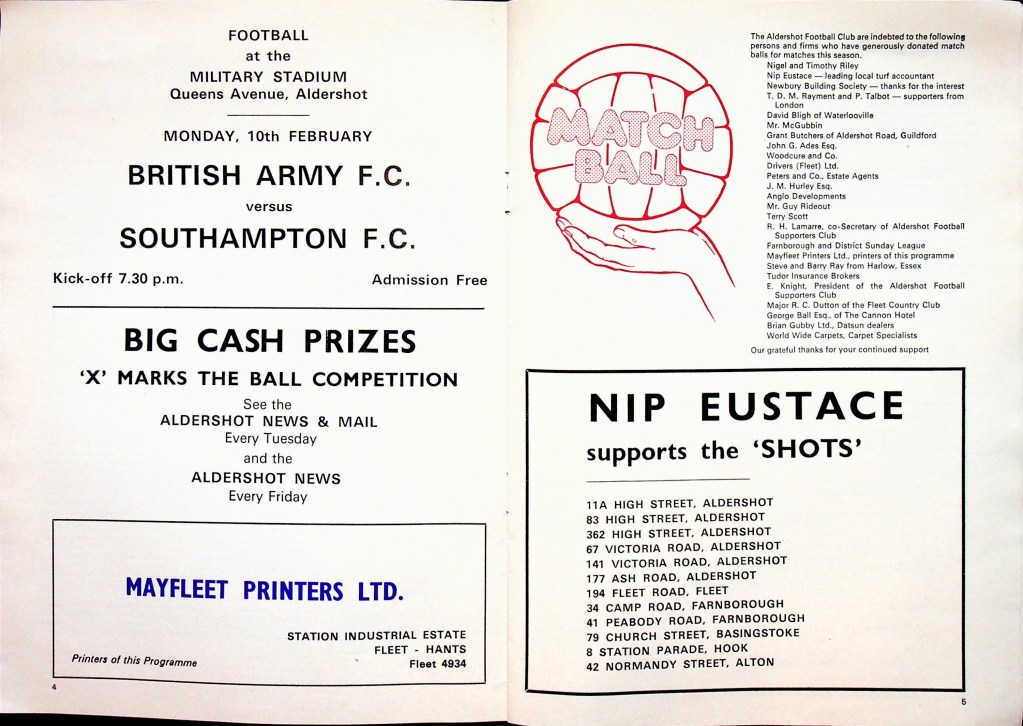 FOOTBALL
at the
MILITARY STADIUM
Queens Avenue, Aldershot
MONDAY, 10th FEBRUARY
BRITISH ARMY F.C.
versus
SOUTHAMPTON F.C.
Kick-off 7.30 p.m. Admission Free
BIG CASH PRIZES
‘X’ MARKS THE BALL COMPETITION
See the
ALDERSHOT NEWS & MAIL
Every Tuesday
and the
ALDERSHOT NEWS
Every Friday
MAYFLEET PRINTERS LTD.
STATION INDUSTRIAL ESTATE
FLEET - HANTS
Fleet 4934
Printers of this Programme
4
MATCH
BALL
The Aldershot Football Club are indebted to the following
persons and firms who have generously donated match
balls for matches this season.
Nigel and Timothy Riley
Nip Eustace — leading local turf accountant
Newbury Building Society — thanks for the interest
T. D. M. Rayment and P. Talbot — supporters from
London
David Bligh of Waterlooville
Mr. McGubbin
Grant Butchers of Aldershot Road, Guildford
John G. Ades Esq.
Woodcure and Co.
Drivers (Fleet) Ltd.
Peters and Co., Estate Agents
J. M. Hurley Esq.
Anglo Developments
Mr. Guy Rideout
Terry Scott
R. H. Lamarre, co-Secretary of Aldershot Football
Supporters Club
Farnborough and District Sunday League
Mayfleet Printers Ltd., printers of this programme
Steve and Barry Ray from Harlow, Essex
Tudor Insurance Brokers
E. Knight, President of the Aldershot Football
Supporters Club
Major R. C. Dutton of the Fleet Country Club
George Ball Esq., of The Cannon Hotel
Brian Gubby Ltd., Datsun dealers
World Wide Carpets, Carpet Specialists
Our grateful thanks for your continued support
NIP EUSTACE
supports the ‘SHOTS’
11A HIGH STREET, ALDERSHOT
83 HIGH STREET, ALDERSHOT
362 HIGH STREET, ALDERSHOT
67 VICTORIA ROAD, ALDERSHOT
141 VICTORIA ROAD, ALDERSHOT
177 ASH ROAD, ALDERSHOT
194 FLEET ROAD, FLEET
34 CAMP ROAD, FARNBOROUGH
41 PEABODY ROAD, FARNBOROUGH
79 CHURCH STREET, BASINGSTOKE
8 STATION PARADE, HOOK
42 NORMANDY STREET, ALTON
5